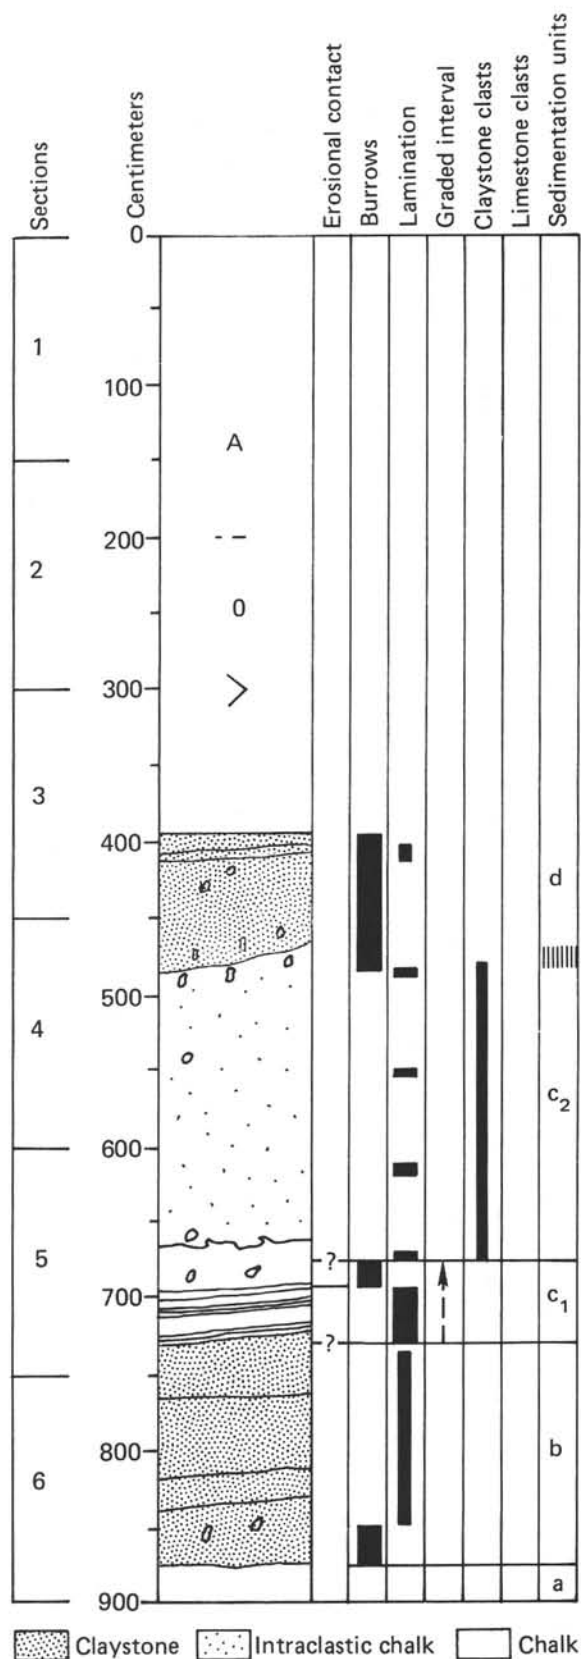 Sections
Centimeters
Erosional contact
Burrows
Lamination
Graded interval
Claystone clasts
Limestone clasts
Sedimentation units
0
1
100
A
200
2
0
300
3
400
d
500
4
c2
600
5
?
700
c1
?
800
b
6
a
900
Claystone Intraclastic chalk Chalk